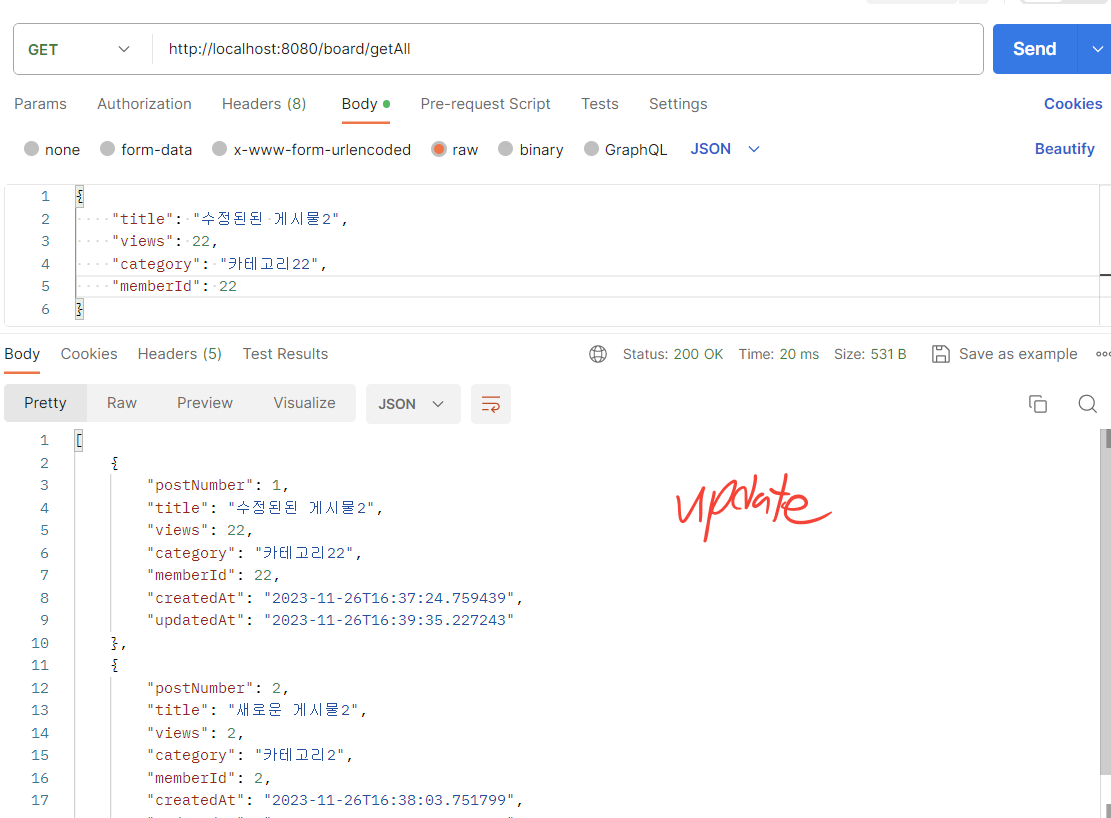 GET http://localhost:8080/board/getAll Send
Params Authorization Headers (8) Body Pre-request Script Tests Settings Cookies
none form-data x-www-form-urlencoded raw binary GraphQL JSON Beautify
1 {
2 "title": "수정된된 게시물2",
3 "views": 22,
4 "category": "카테고리22",
5 "memberId": 22
6 }
Body Cookies Headers (5) Test Results Status: 200 OK Time: 20 ms Size: 531 B Save as example
Pretty Raw Preview Visualize JSON
1 [
2 {
3 "postNumber": 1,
4 "title": "수정된된 게시물2",
5 "views": 22,
6 "category": "카테고리22",
7 "memberId": 22,
8 "createdAt": "2023-11-26T16:37:24.759439",
9 "updatedAt": "2023-11-26T16:39:35.227243"
10 },
11 {
12 "postNumber": 2,
13 "title": "새로운 게시물2",
14 "views": 2,
15 "category": "카테고리2",
16 "memberId": 2,
17 "createdAt": "2023-11-26T16:38:03.751799",
update